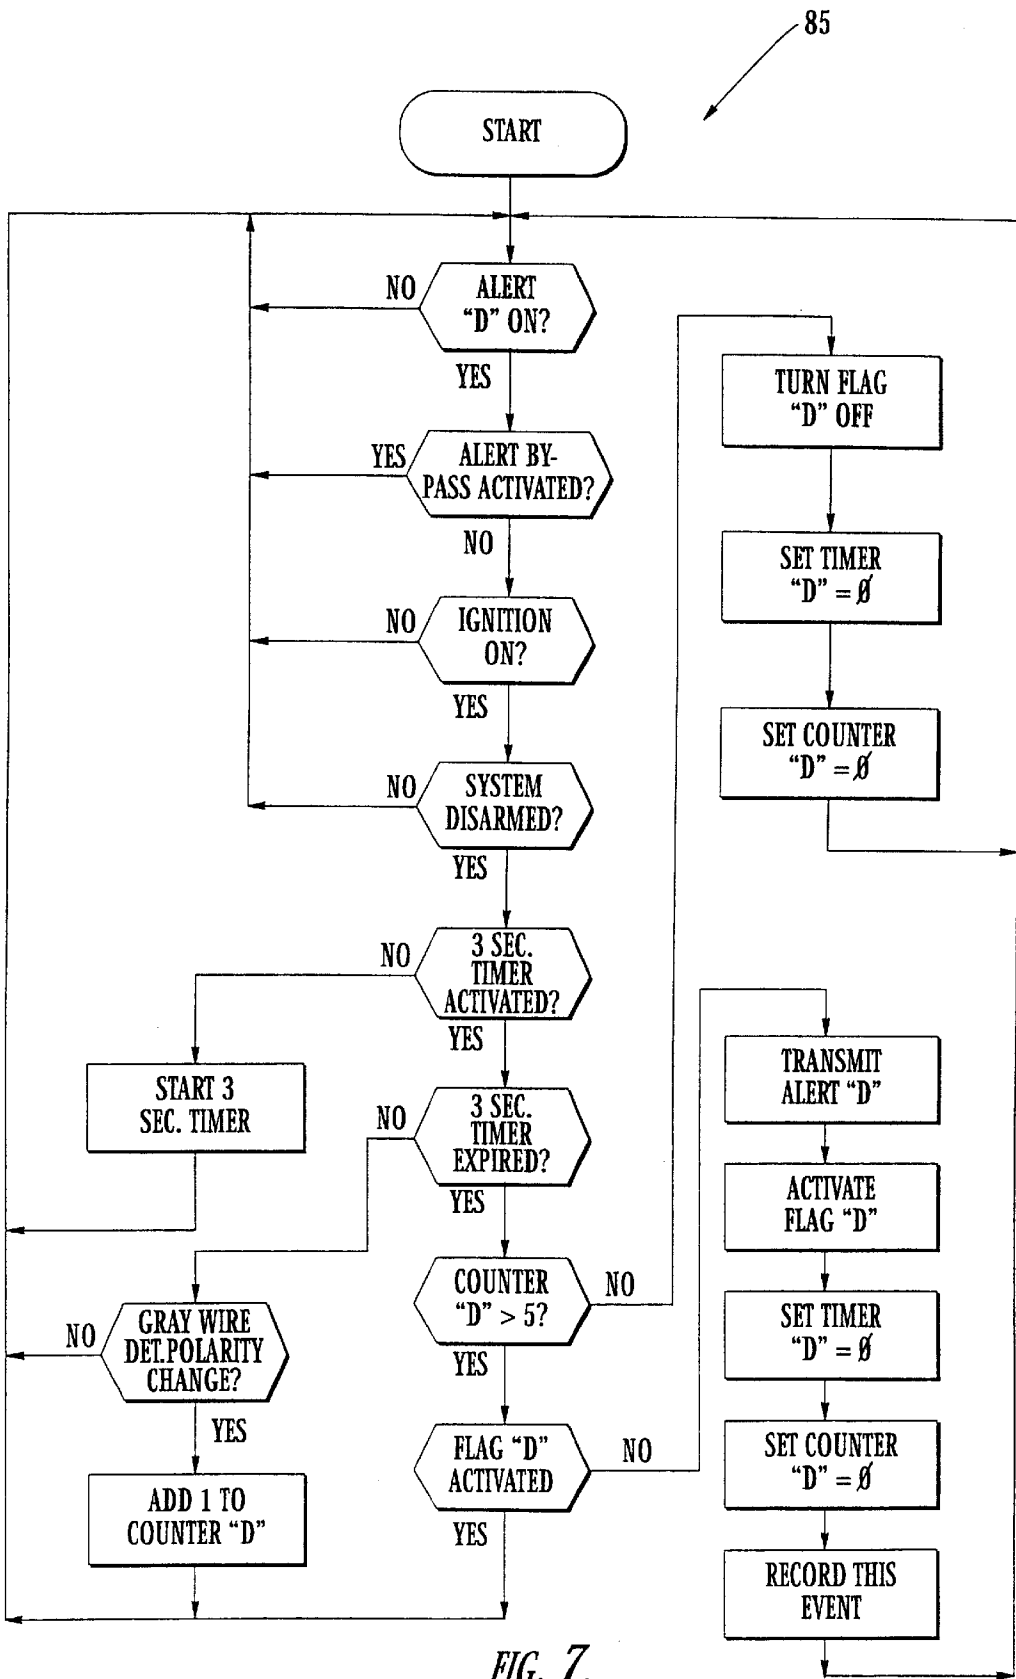 85
START
NO
ALERT
“D” ON?
YES
TURN FLAG
“D” OFF
YES
ALERT BY-
PASS ACTIVATED?
NO
SET TIMER
“D” = Ø
NO
IGNITION
ON?
YES
SET COUNTER
“D” = Ø
NO
SYSTEM
DISARMED?
YES
NO
3 SEC.
TIMER
ACTIVATED?
YES
START 3
SEC. TIMER
TRANSMIT
ALERT “D”
NO
3 SEC.
TIMER
EXPIRED?
YES
ACTIVATE
FLAG “D”
COUNTER
“D” > 5?
NO
YES
NO
GRAY WIRE
DET.POLARITY
CHANGE?
YES
SET TIMER
“D” = Ø
FLAG “D”
ACTIVATED
NO
YES
SET COUNTER
“D” = Ø
ADD 1 TO
COUNTER “D”
RECORD THIS
EVENT
FIG. 7.